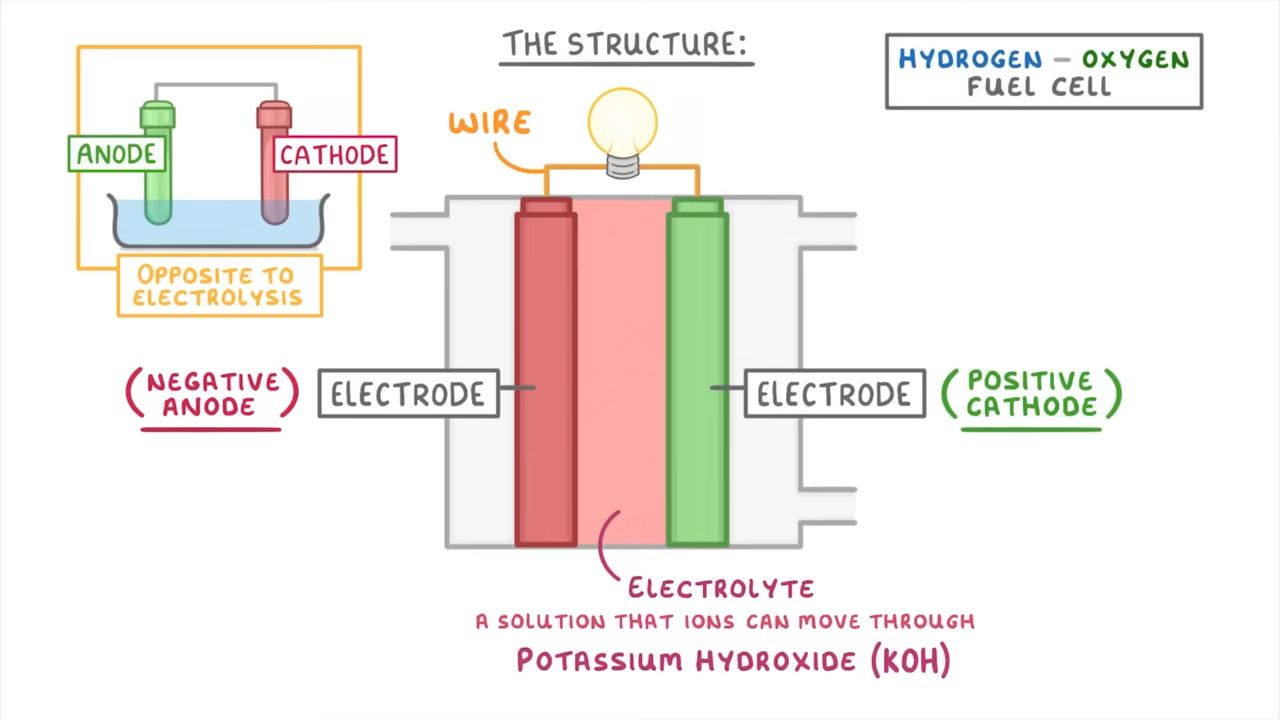 THE STRUCTURE:
HYDROGEN – OXYGEN
FUEL CELL
WIRE
ANODE
CATHODE
OPPOSITE TO
ELECTROLYSIS
(NEGATIVE
ANODE)
ELECTRODE
ELECTRODE
(POSITIVE
CATHODE)
ELECTROLYTE
A SOLUTION THAT IONS CAN MOVE THROUGH
POTASSIUM HYDROXIDE (KOH)